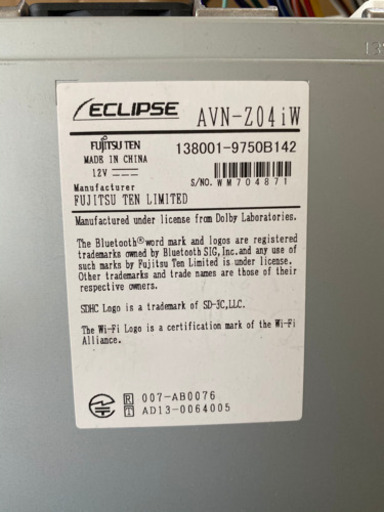 ECLIPSE AVN-Z04iW
FUJITSU TEN 138001-9750B142
MADE IN CHINA
12V
S/NO. WM704871
Manufacturer
FUJITSU TEN LIMITED
Manufactured under license from Dolby Laboratories.
The Bluetooth® word mark and logos are registered
trademarks owned by Bluetooth SIG, Inc. and any use of
such marks by Fujitsu Ten Limited is under license.
Other trademarks and trade names are those of their
respective owners.
SDHC Logo is a trademark of SD-3C, LLC.
The Wi-Fi Logo is a certification mark of the Wi-Fi
Alliance.
R 007-AB0076
T AD13-0064005